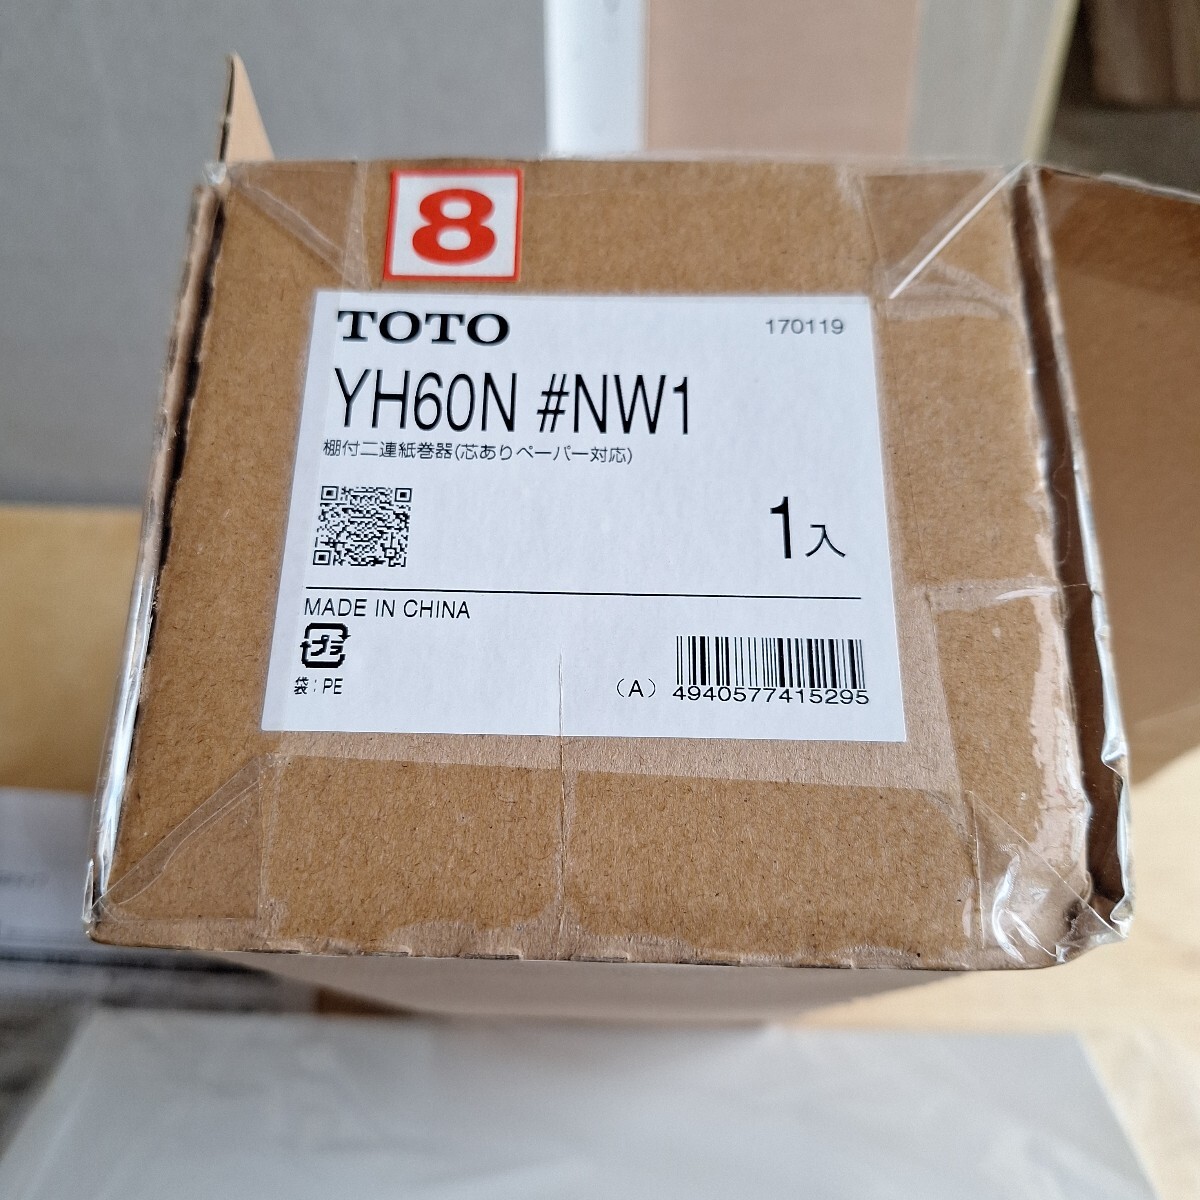 8
TOTO
170119
YH60N #NW1
棚付二連紙巻器(芯ありペーパー対応)
1入
MADE IN CHINA
プラ
袋：PE
（A）4940577415295